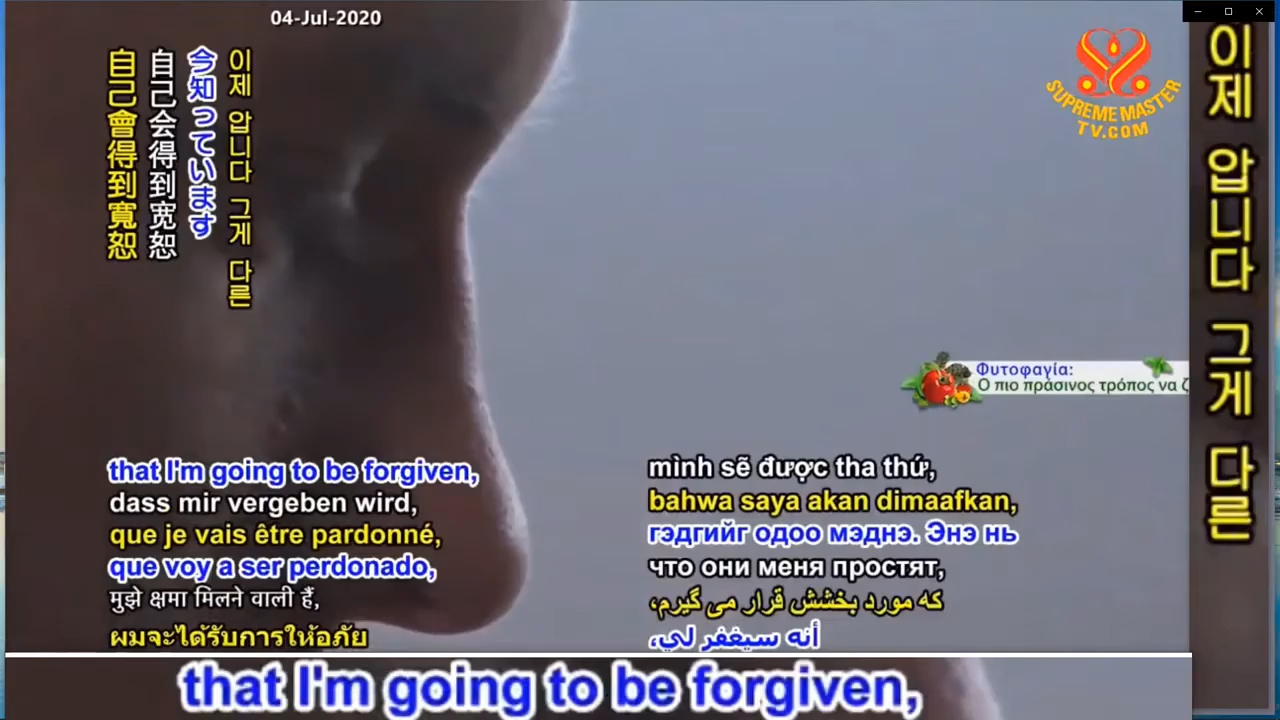 04-Jul-2020
自己會得到寬恕
自己会得到宽恕
今知っています
이제 압니다 그게 다른
SUPREME MASTER
TV.COM
이제 압니다 그게 다른
Φυτοφαγία:
Ο πιο πράσινος τρόπος να ζ
that I'm going to be forgiven,
dass mir vergeben wird,
que je vais être pardonné,
que voy a ser perdonado,
मुझे क्षमा मिलने वाली हैं,
ผมจะได้รับการให้อภัย
mình sẽ được tha thứ,
bahwa saya akan dimaafkan,
гэдгийг одоо мэднэ. Энэ нь
что они меня простят,
که مورد بخشش قرار می گیرم،
أنه سيغفر لي،
that I'm going to be forgiven,